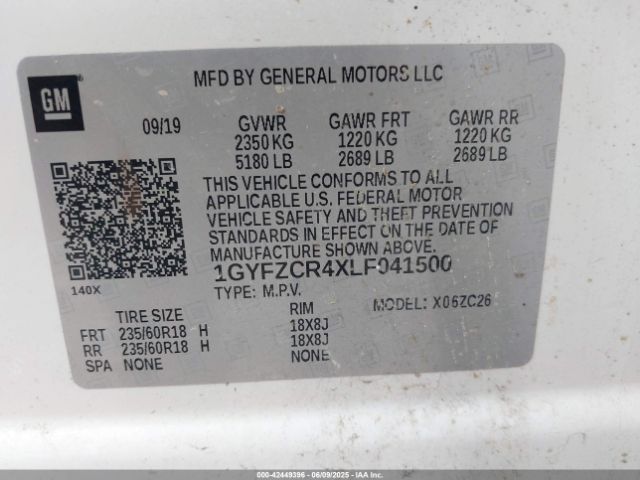 GM
MFD BY GENERAL MOTORS LLC
09/19 GVWR GAWR FRT GAWR RR
2350 KG 1220 KG 1220 KG
5180 LB 2689 LB 2689 LB
THIS VEHICLE CONFORMS TO ALL
APPLICABLE U.S. FEDERAL MOTOR
VEHICLE SAFETY AND THEFT PREVENTION
STANDARDS IN EFFECT ON THE DATE OF
MANUFACTURE SHOWN ABOVE.
1GYFZCR4XLF041500
140X
TYPE: M.P.V. MODEL: X06ZC26
TIRE SIZE RIM
FRT 235/60R18 H 18X8J
RR 235/60R18 H 18X8J
SPA NONE NONE
000-42449396 | 06/09/2025 - IAAI.COM